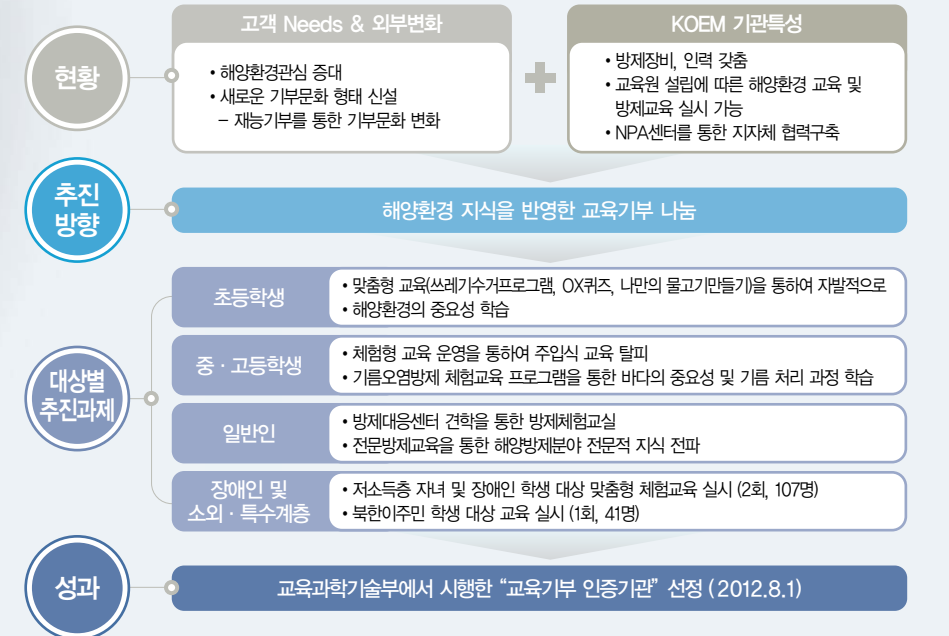 현황
고객 Needs & 외부변화
• 해양환경관심 증대
• 새로운 기부문화 형태 신설
– 재능기부를 통한 기부문화 변화
KOEM 기관특성
• 방제장비, 인력 갖춤
• 교육원 설립에 따른 해양환경 교육 및
방제교육 실시 가능
• NPA센터를 통한 지자체 협력구축
추진
방향
해양환경 지식을 반영한 교육기부 나눔
대상별
추진과제
초등학생
• 맞춤형 교육(쓰레기수거프로그램, OX퀴즈, 나만의 물고기만들기)을 통하여 자발적으로
• 해양환경의 중요성 학습
중 · 고등학생
• 체험형 교육 운영을 통하여 주입식 교육 탈피
• 기름오염방제 체험교육 프로그램을 통한 바다의 중요성 및 기름 처리 과정 학습
일반인
• 방제대응센터 견학을 통한 방제체험교실
• 전문방제교육을 통한 해양방제분야 전문적 지식 전파
장애인 및
소외 · 특수계층
• 저소득층 자녀 및 장애인 학생 대상 맞춤형 체험교육 실시 (2회, 107명)
• 북한이주민 학생 대상 교육 실시 (1회, 41명)
성과
교육과학기술부에서 시행한 “교육기부 인증기관” 선정 (2012.8.1)